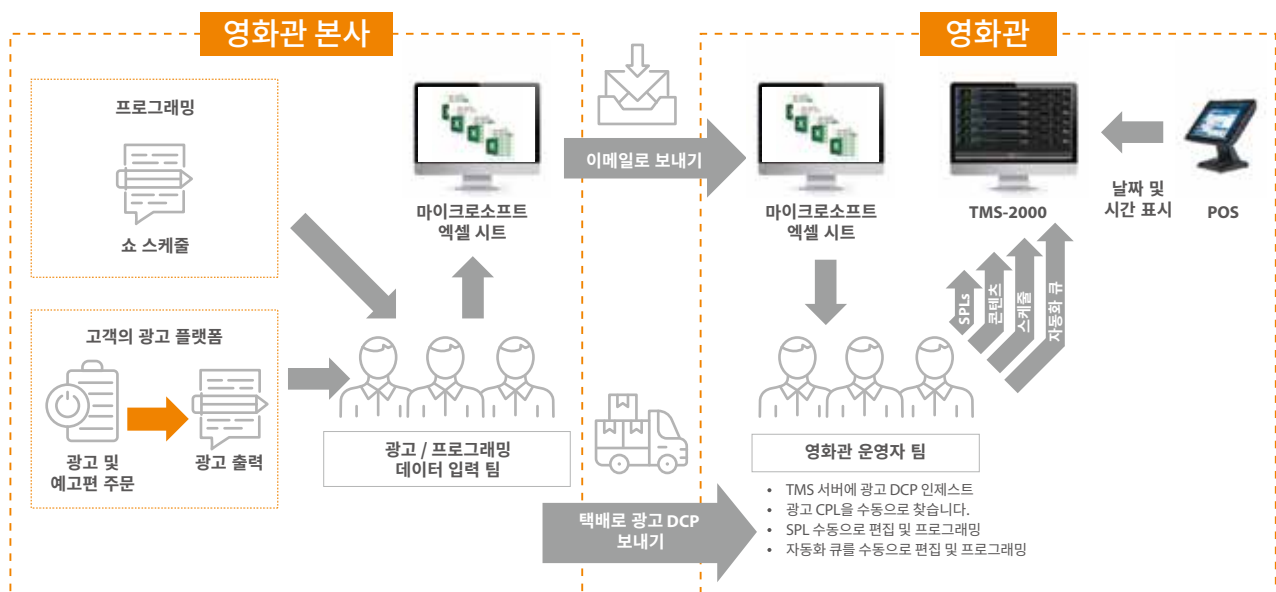 영화관 본사
프로그래밍
쇼 스케줄
고객의 광고 플랫폼
광고 및
예고편 주문
광고 출력
마이크로소프트
엑셀 시트
광고 / 프로그래밍
데이터 입력 팀
이메일로 보내기
택배로 광고 DCP
보내기
영화관
마이크로소프트
엑셀 시트
TMS-2000
날짜 및
시간 표시
POS
SPLs
콘텐츠
스케줄
자동화 큐
영화관 운영자 팀
• TMS 서버에 광고 DCP 인제스트
• 광고 CPL을 수동으로 찾습니다.
• SPL 수동으로 편집 및 프로그래밍
• 자동화 큐를 수동으로 편집 및 프로그래밍